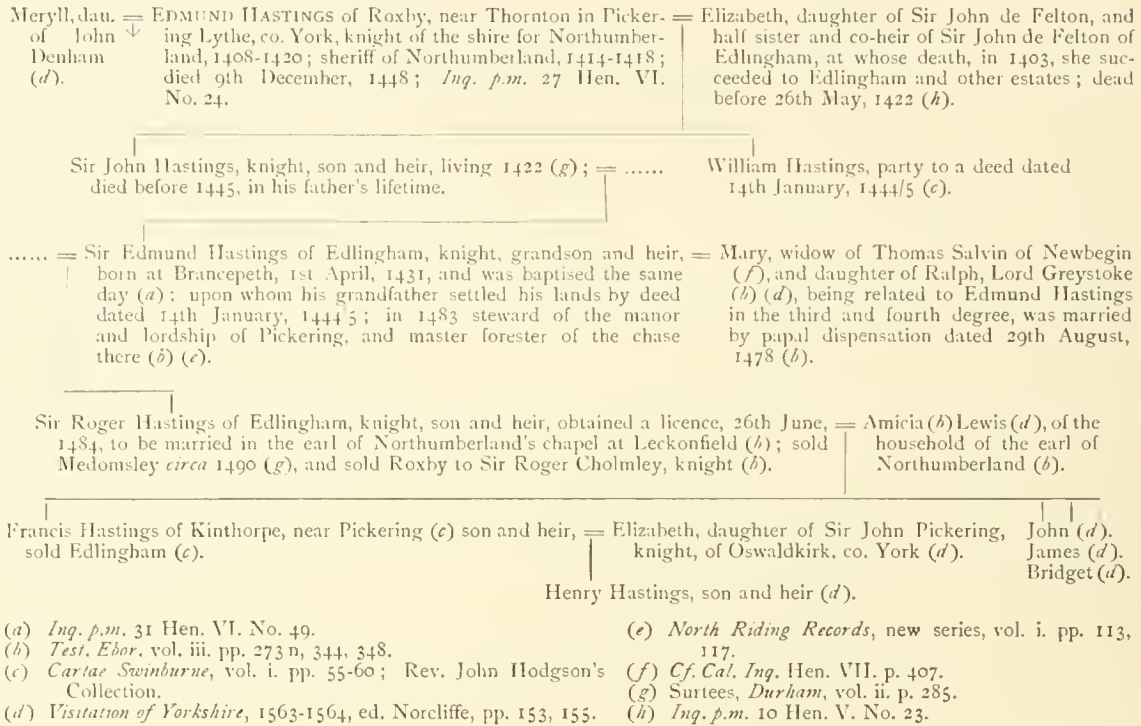 Meryll, dau.
of John
Denham
(d).
= EDMUND HASTINGS of Roxby, near Thornton in Picker-
ing Lythe, co. York, knight of the shire for Northumber-
land, 1408-1420; sheriff of Northumberland, 1414-1418;
died 9th December, 1448; Inq. p.m. 27 Hen. VI.
No. 24.
= Elizabeth, daughter of Sir John de Felton, and
half sister and co-heir of Sir John de Felton of
Edlingham, at whose death, in 1403, she suc-
ceeded to Edlingham and other estates; dead
before 26th May, 1422 (h).
Sir John Hastings, knight, son and heir, living 1422 (g); = ......
died before 1445, in his father's lifetime.
William Hastings, party to a deed dated
14th January, 1444/5 (c).
...... = Sir Edmund Hastings of Edlingham, knight, grandson and heir,
born at Brancepeth, 1st April, 1431, and was baptised the same
day (a); upon whom his grandfather settled his lands by deed
dated 14th January, 1444 5; in 1483 steward of the manor
and lordship of Pickering, and master forester of the chase
there (b) (e).
= Mary, widow of Thomas Salvin of Newbegin
(f), and daughter of Ralph, Lord Greystoke
(b) (d), being related to Edmund Hastings
in the third and fourth degree, was married
by papal dispensation dated 29th August,
1478 (b).
Sir Roger Hastings of Edlingham, knight, son and heir, obtained a licence, 26th June,
1484, to be married in the earl of Northumberland's chapel at Leckonfield (b); sold
Medomsley circa 1490 (g), and sold Roxby to Sir Roger Cholmley, knight (b).
= Amicia (b) Lewis (d), of the
household of the earl of
Northumberland (b).
Francis Hastings of Kinthorpe, near Pickering (c) son and heir,
sold Edlingham (c).
= Elizabeth, daughter of Sir John Pickering,
knight, of Oswaldkirk, co. York (d).
John (d).
James (d).
Bridget (d).
Henry Hastings, son and heir (d).
(a) Inq. p.m. 31 Hen. VI. No. 49.
(b) Test. Ebor. vol. iii. pp. 273 n, 344, 348.
(c) Cartae Swinburne, vol. i. pp. 55-60; Rev. John Hodgson's
Collection.
(d) Visitation of Yorkshire, 1563-1564, ed. Norcliffe, pp. 153, 155.
(e) North Riding Records, new series, vol. i. pp. 113,
117.
(f) Cf. Cal. Inq. Hen. VII. p. 407.
(g) Surtees, Durham, vol. ii. p. 285.
(h) Inq. p.m. 10 Hen. V. No. 23.